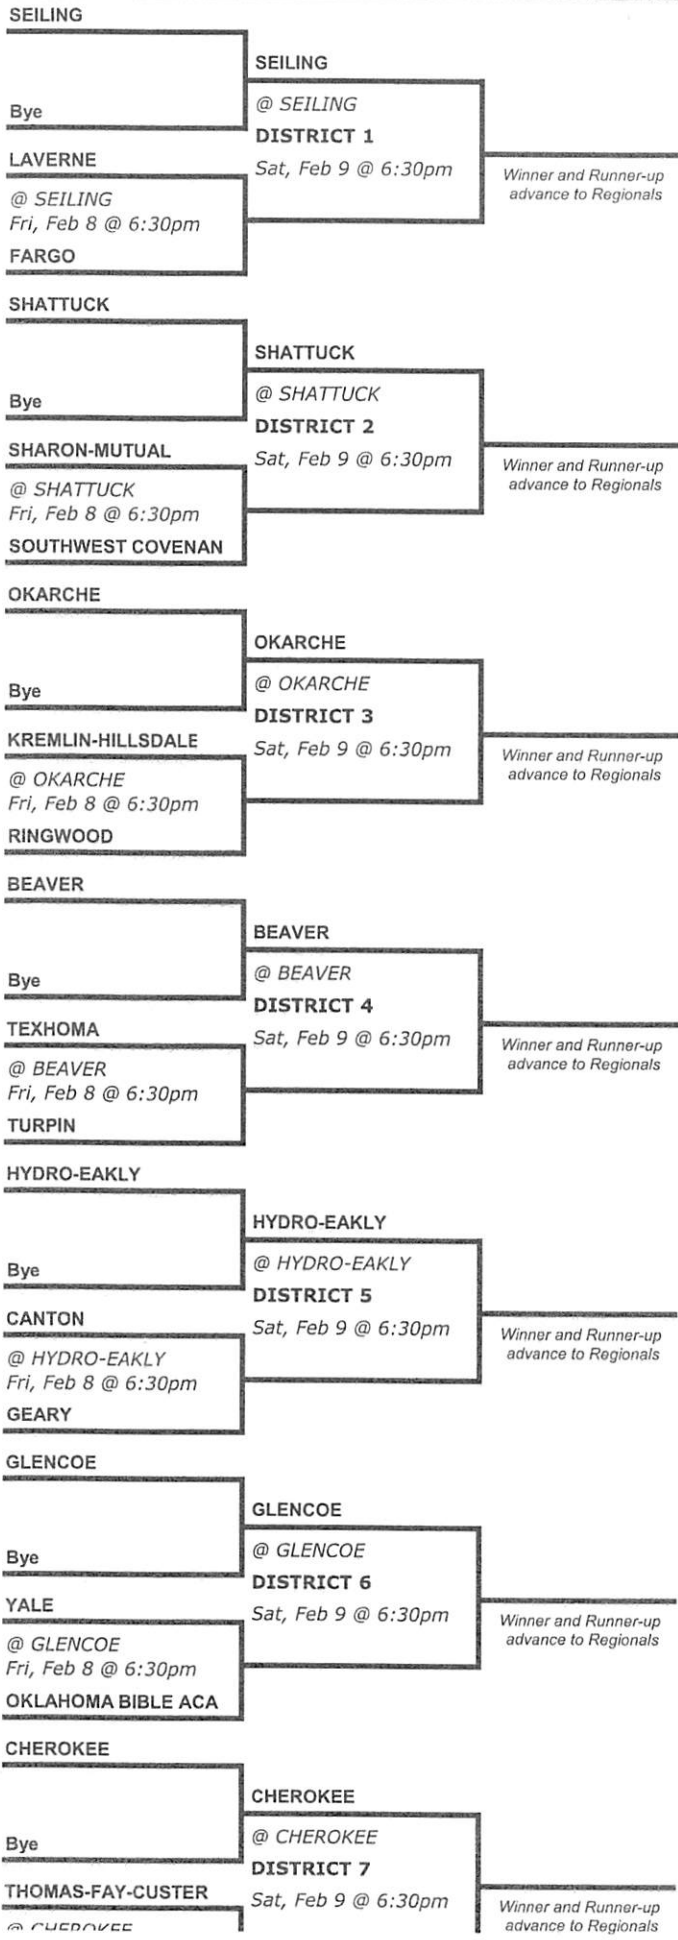 SEILING
SEILING
@ SEILING
Bye
DISTRICT 1
LAVERNE
Sat, Feb 9 @ 6:30pm
Winner and Runner-up
advance to Regionals
@ SEILING
Fri, Feb 8 @ 6:30pm
FARGO
SHATTUCK
SHATTUCK
@ SHATTUCK
Bye
DISTRICT 2
SHARON-MUTUAL
Sat, Feb 9 @ 6:30pm
Winner and Runner-up
advance to Regionals
@ SHATTUCK
Fri, Feb 8 @ 6:30pm
SOUTHWEST COVENAN
OKARCHE
OKARCHE
@ OKARCHE
Bye
DISTRICT 3
KREMLIN-HILLSDALE
Sat, Feb 9 @ 6:30pm
Winner and Runner-up
advance to Regionals
@ OKARCHE
Fri, Feb 8 @ 6:30pm
RINGWOOD
BEAVER
BEAVER
@ BEAVER
Bye
DISTRICT 4
TEXHOMA
Sat, Feb 9 @ 6:30pm
Winner and Runner-up
advance to Regionals
@ BEAVER
Fri, Feb 8 @ 6:30pm
TURPIN
HYDRO-EAKLY
HYDRO-EAKLY
@ HYDRO-EAKLY
Bye
DISTRICT 5
CANTON
Sat, Feb 9 @ 6:30pm
Winner and Runner-up
advance to Regionals
@ HYDRO-EAKLY
Fri, Feb 8 @ 6:30pm
GEARY
GLENCOE
GLENCOE
@ GLENCOE
Bye
DISTRICT 6
YALE
Sat, Feb 9 @ 6:30pm
Winner and Runner-up
advance to Regionals
@ GLENCOE
Fri, Feb 8 @ 6:30pm
OKLAHOMA BIBLE ACA
CHEROKEE
CHEROKEE
@ CHEROKEE
Bye
DISTRICT 7
THOMAS-FAY-CUSTER
Sat, Feb 9 @ 6:30pm
Winner and Runner-up
advance to Regionals
@ CHEROKEE